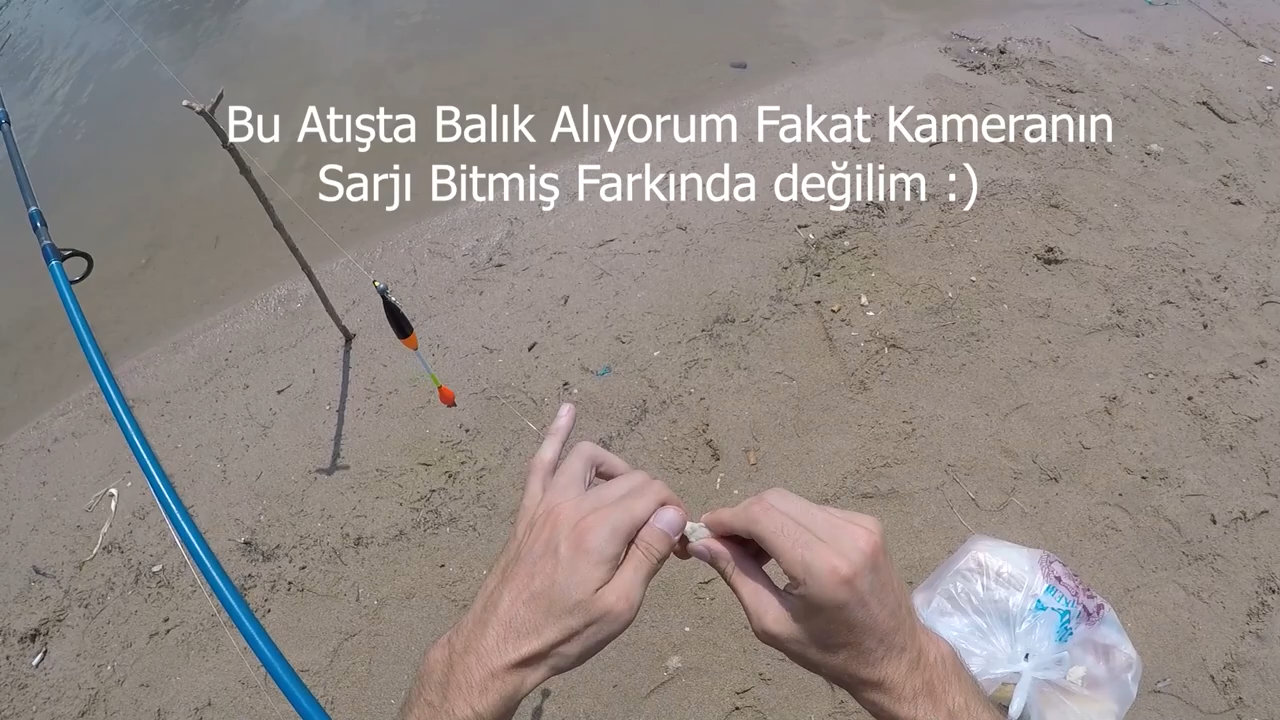 Bu Atışta Balık Alıyorum Fakat Kameranın
Sarjı Bitmiş Farkında değilim :)